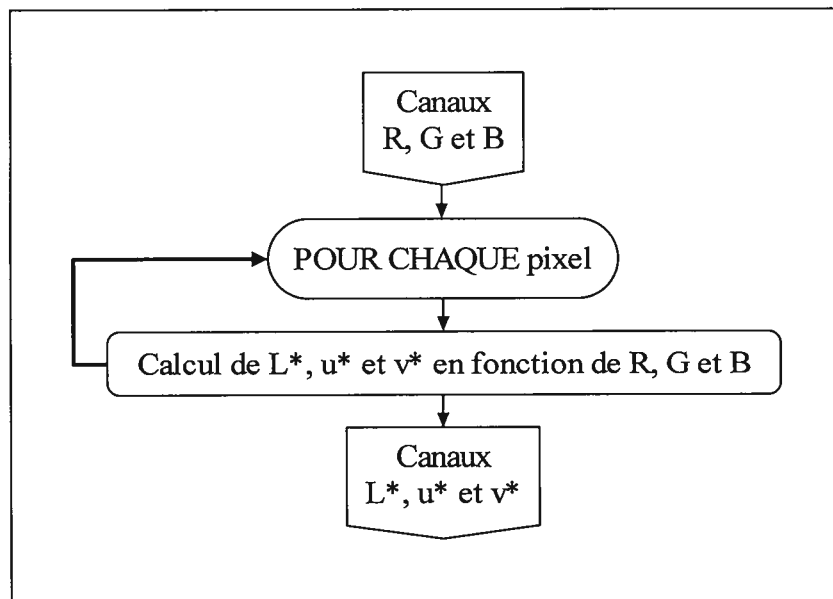 Canaux
R, G et B
POUR CHAQUE pixel
Calcul de L*, u* et v* en fonction de R, G et B
Canaux
L*, u* et v*